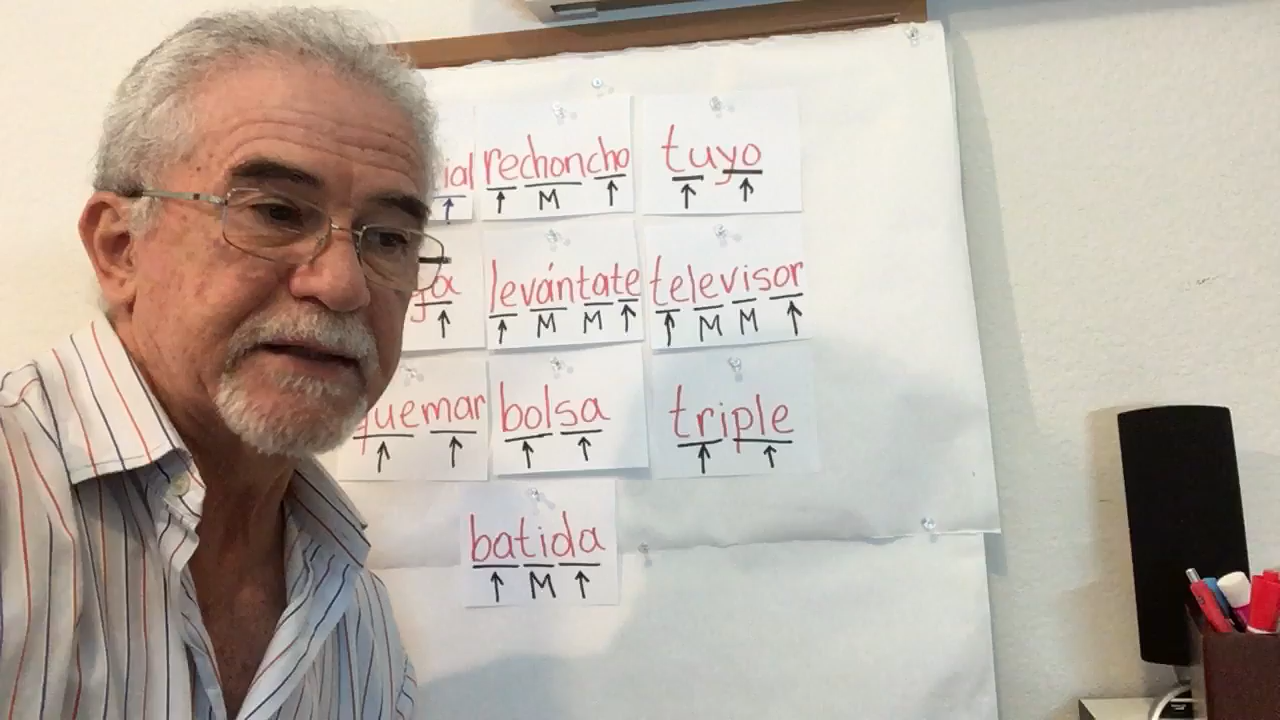 rechoncho tuyo
↑ M ↑ ↑ ↑
levántate televisor
↑ M M ↑ ↑ M M ↑
bolsa triple
↑ ↑ ↑ ↑ ↑ ↑
batida
↑ M ↑